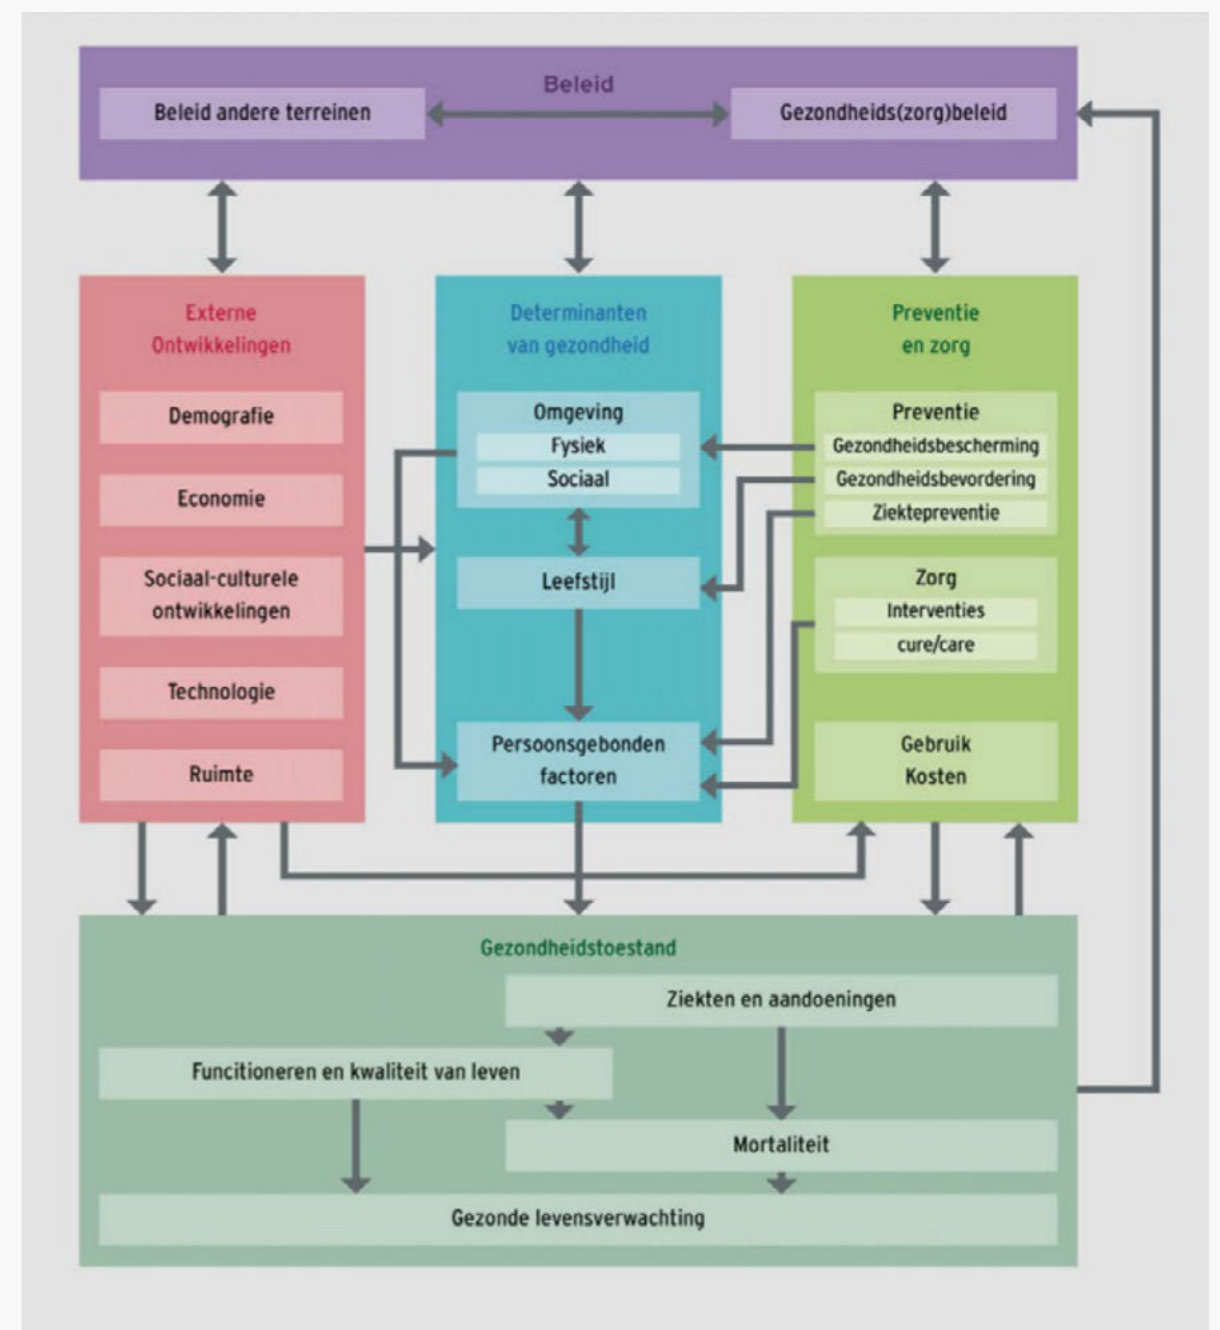 Beleid
Beleid andere terreinen
Gezondheids(zorg)beleid
Externe
Ontwikkelingen
Demografie
Economie
Sociaal-culturele
ontwikkelingen
Technologie
Ruimte
Determinanten
van gezondheid
Omgeving
Fysiek
Sociaal
Leefstijl
Persoonsgebonden
factoren
Preventie
en zorg
Preventie
Gezondheidsbescherming
Gezondheidsbevordering
Ziektepreventie
Zorg
Interventies
cure/care
Gebruik
Kosten
Gezondheidstoestand
Ziekten en aandoeningen
Funcitioneren en kwaliteit van leven
Mortaliteit
Gezonde levensverwachting